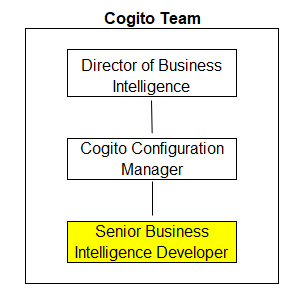 Cogito Team
Director of Business
Intelligence
Cogito Configuration
Manager
Senior Business
Intelligence Developer